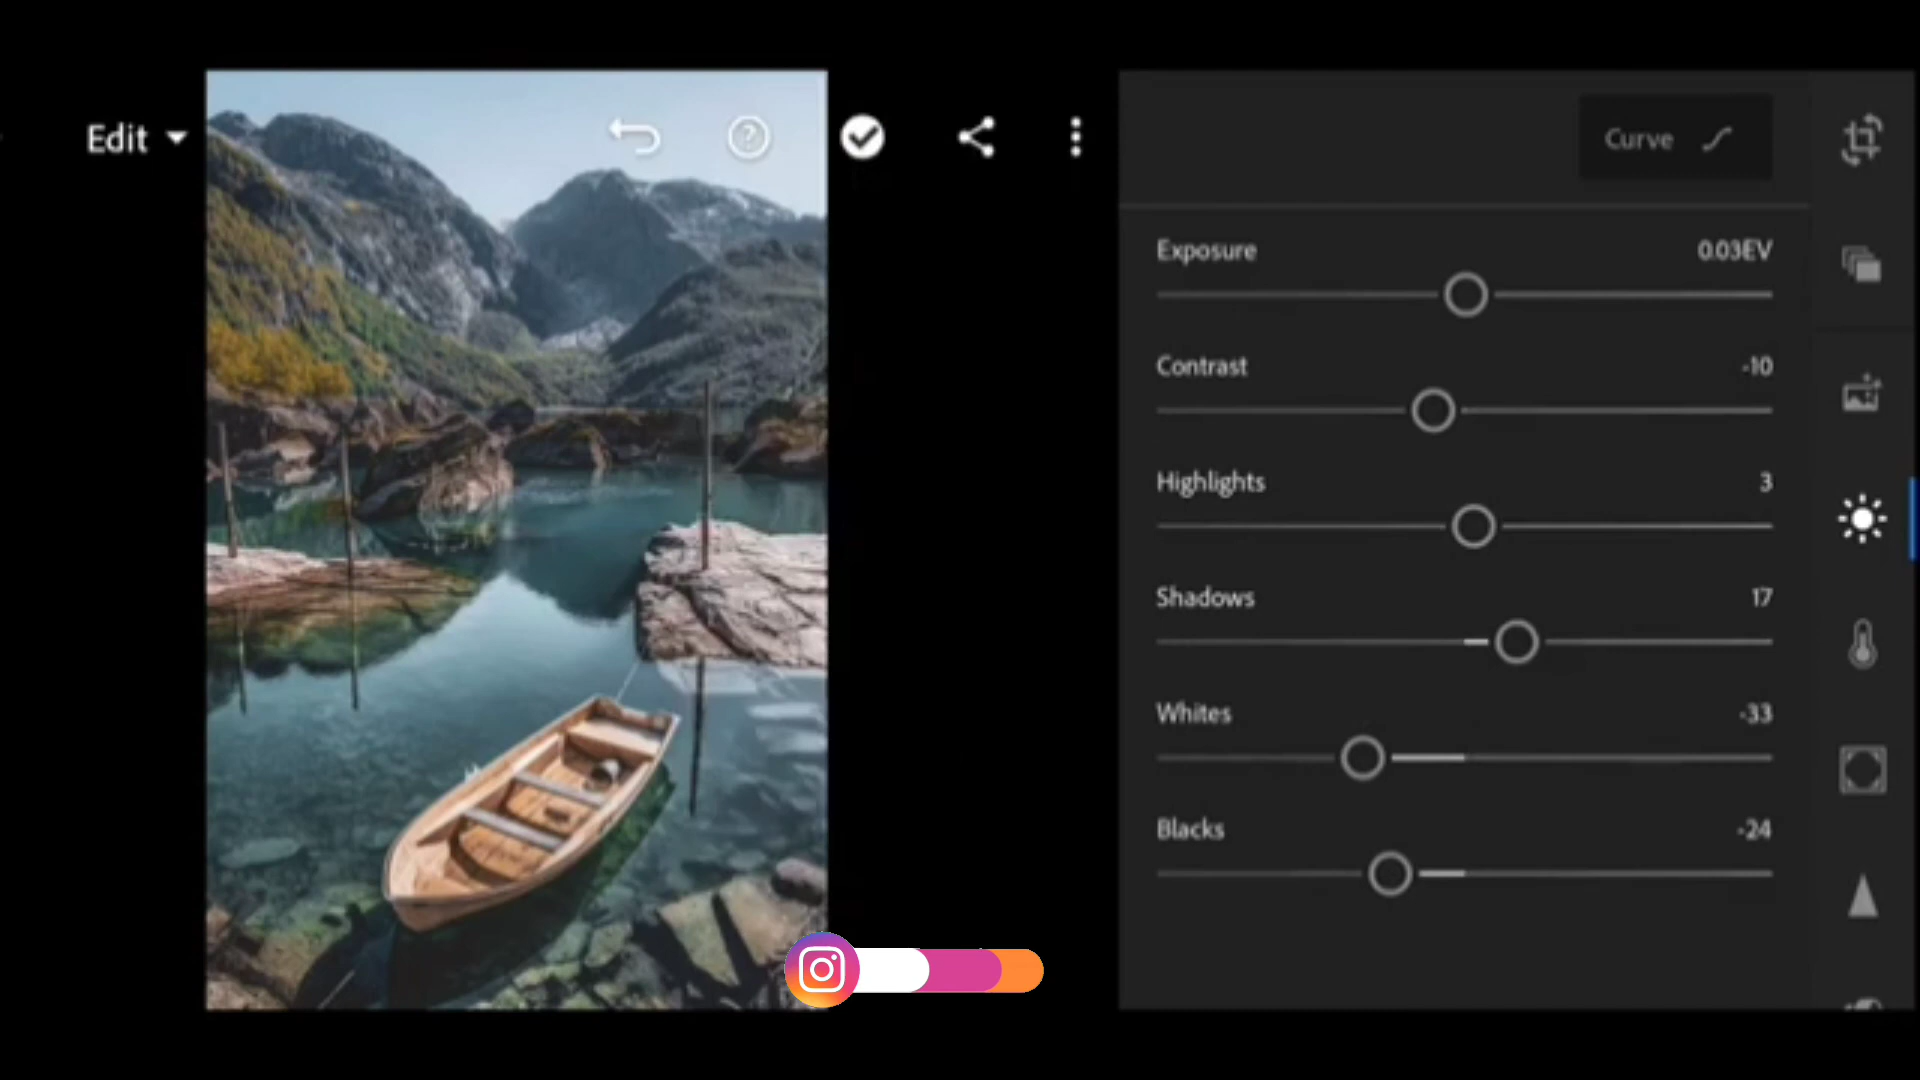 Edit
Curve
Exposure 0.03EV
Contrast -10
Highlights 3
Shadows 17
Whites -33
Blacks -24